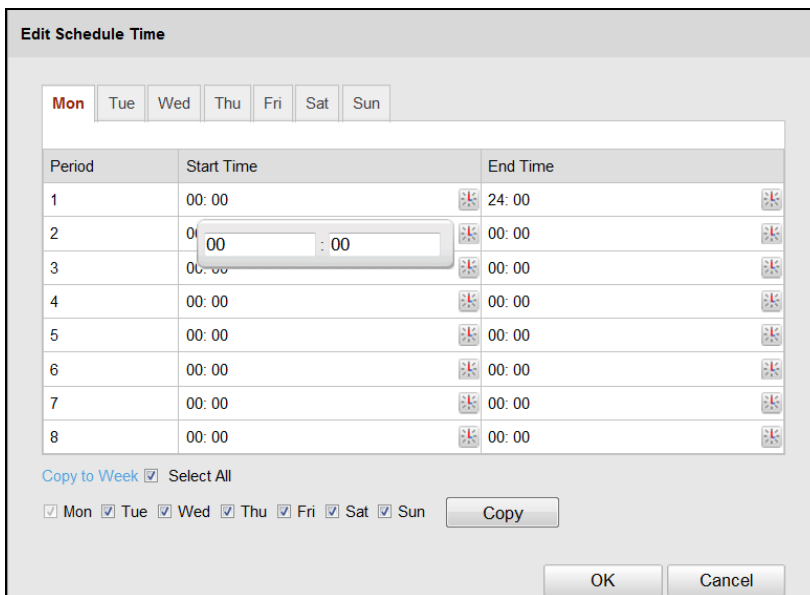 Edit Schedule Time
Mon Tue Wed Thu Fri Sat Sun
Period Start Time End Time
1 00: 00 24: 00
2 00: 00
00 : 00
3 00: 00
4 00: 00 00: 00
5 00: 00 00: 00
6 00: 00 00: 00
7 00: 00 00: 00
8 00: 00 00: 00
Copy to Week Select All
Mon Tue Wed Thu Fri Sat Sun Copy
OK Cancel